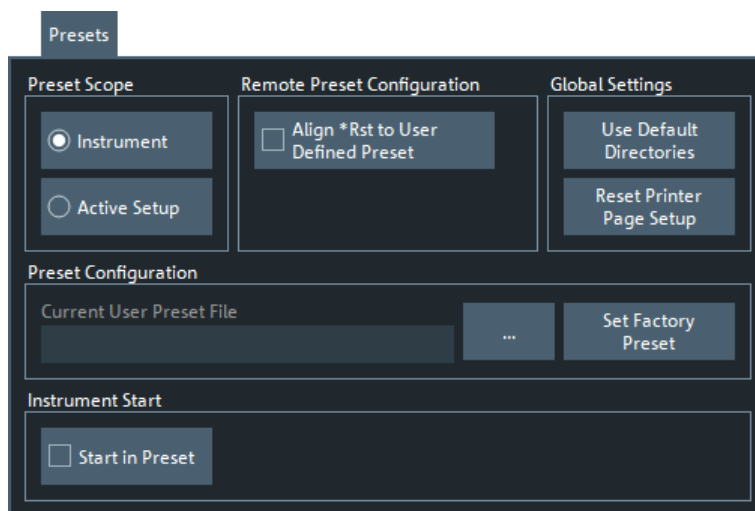 Presets
Preset Scope
Remote Preset Configuration
Global Settings
Instrument
Align *Rst to User
Defined Preset
Use Default
Directories
Active Setup
Reset Printer
Page Setup
Preset Configuration
Current User Preset File
...
Set Factory
Preset
Instrument Start
Start in Preset